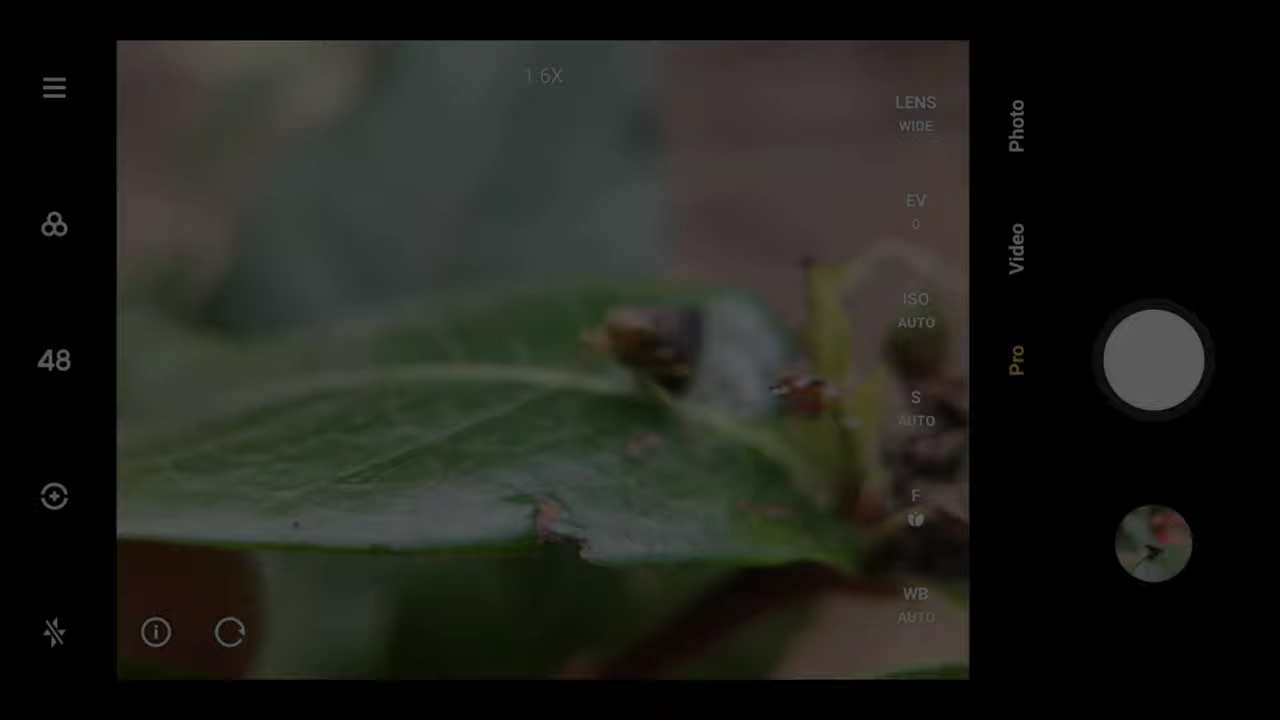 1.6X
LENS
WIDE
EV
0
ISO
AUTO
S
AUTO
F
WB
AUTO
48
Photo
Video
Pro